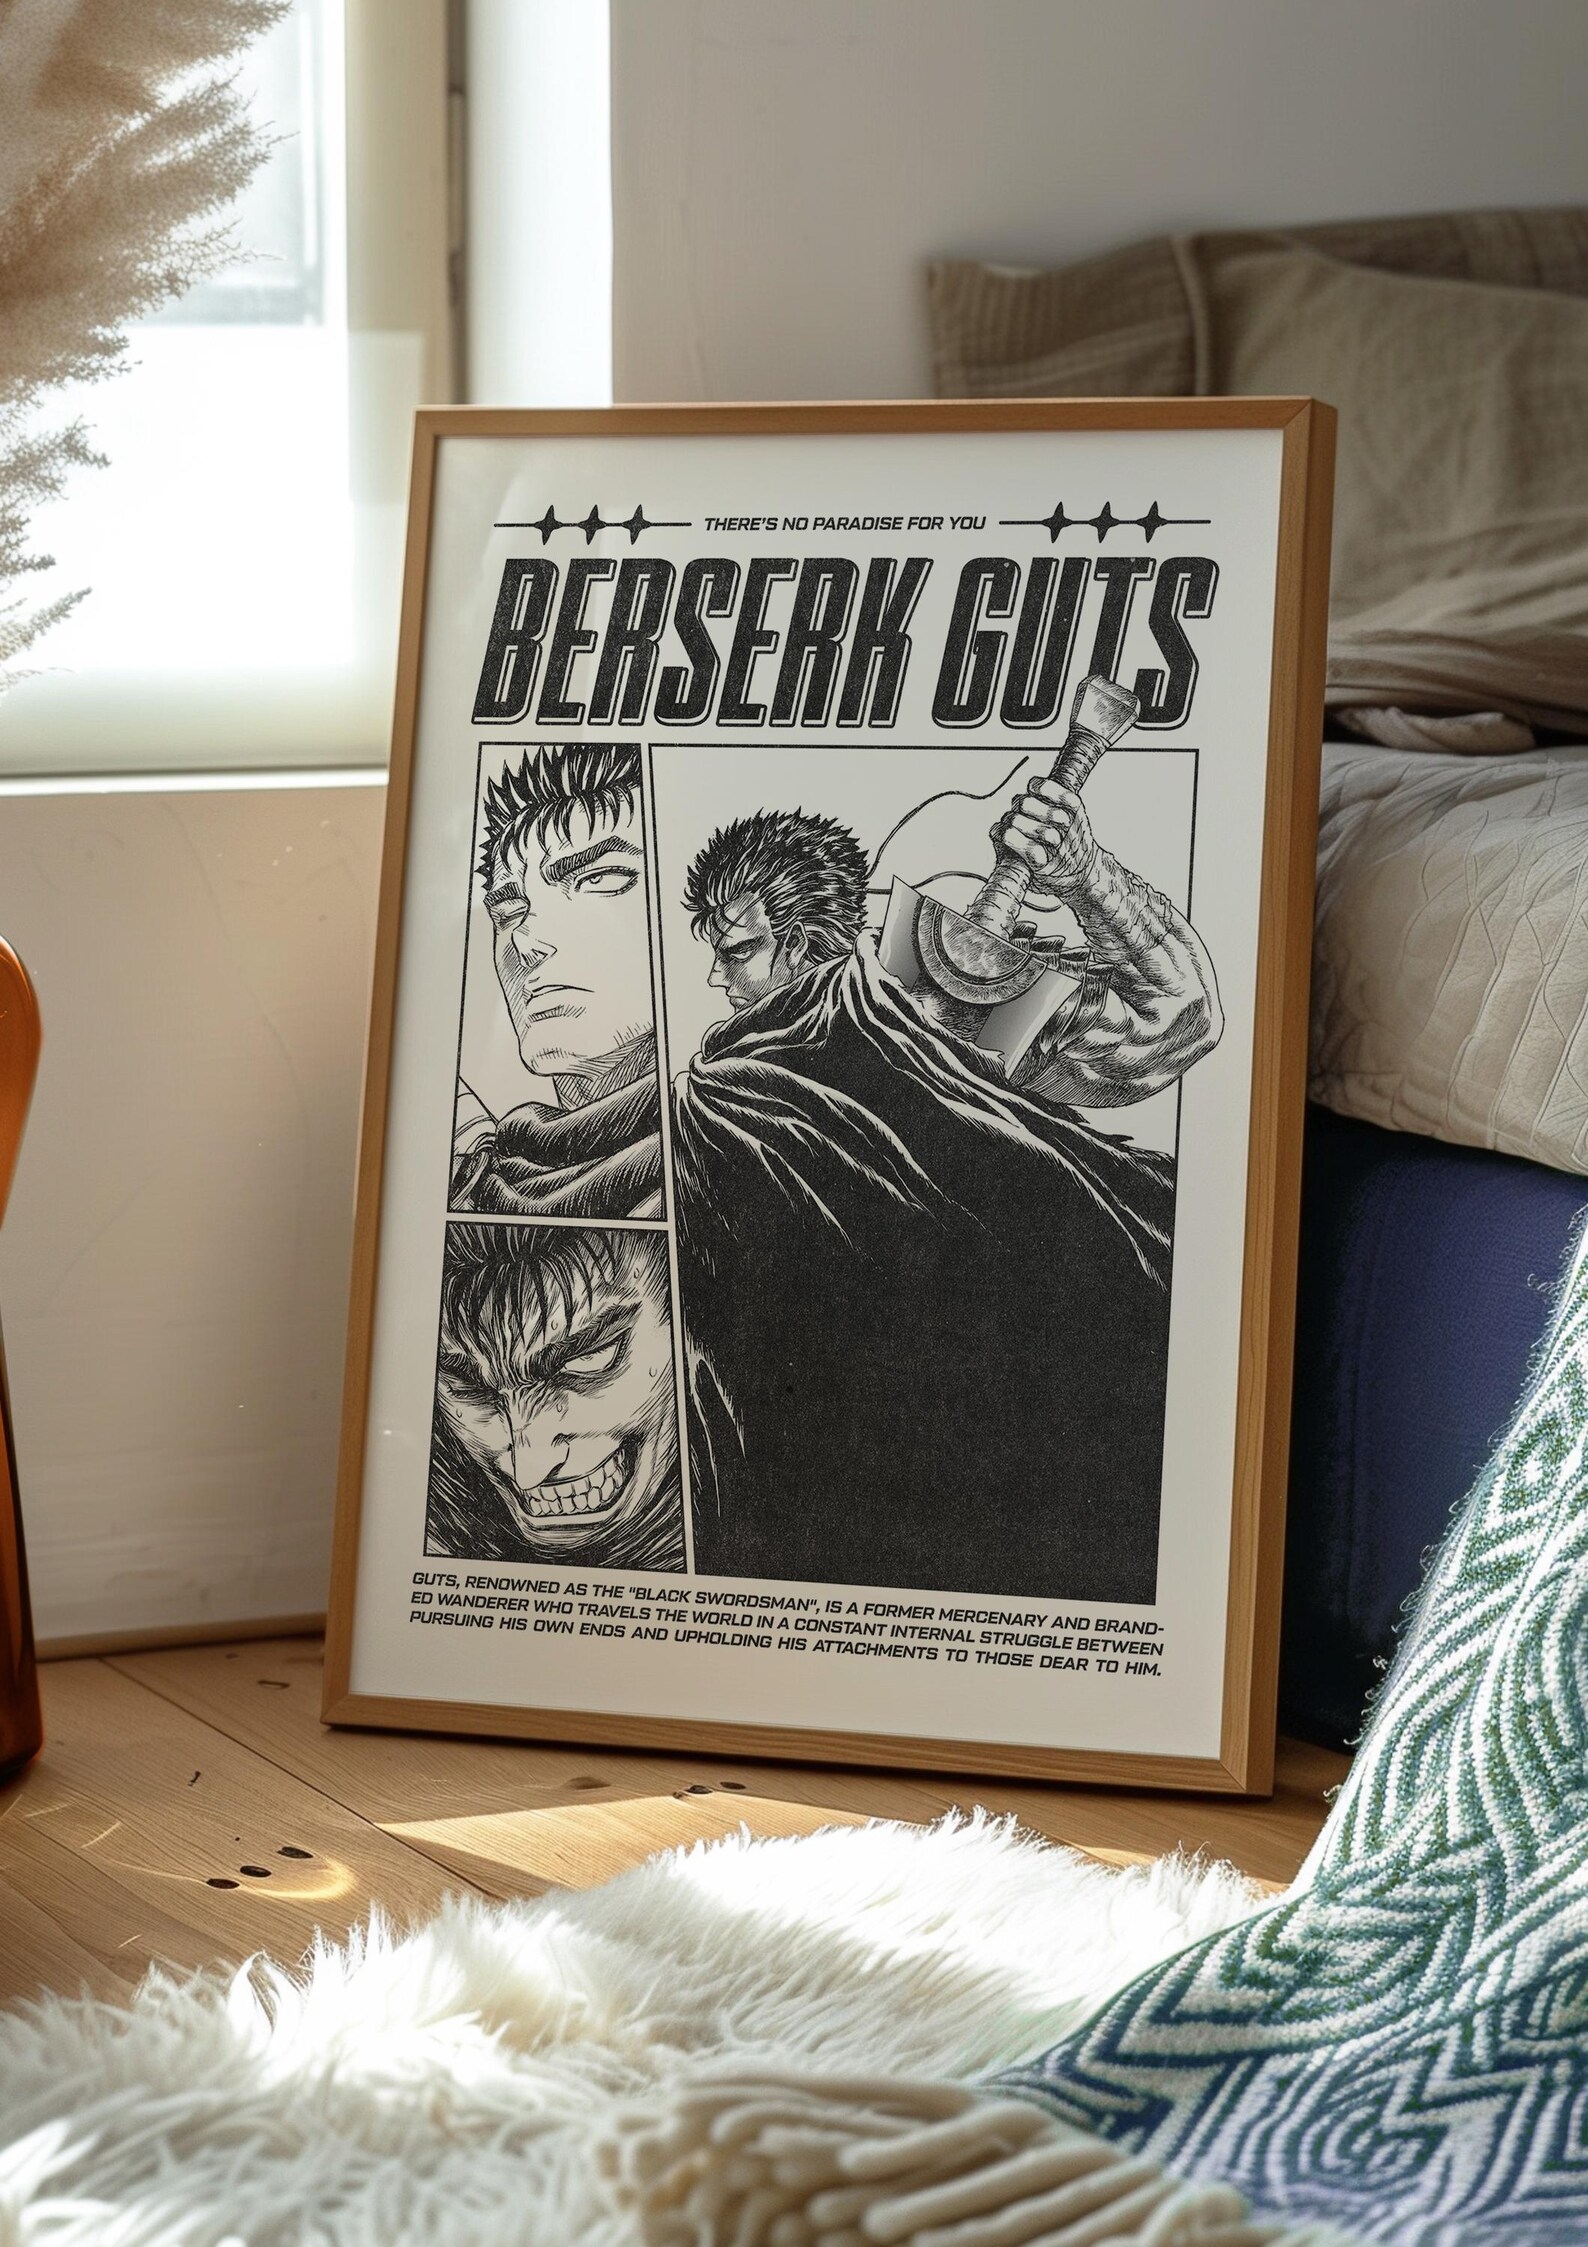 THERE'S NO PARADISE FOR YOU
BERSERK GUTS
GUTS, RENOWNED AS THE "BLACK SWORDSMAN", IS A FORMER MERCENARY AND BRAND-
ED WANDERER WHO TRAVELS THE WORLD IN A CONSTANT INTERNAL STRUGGLE BETWEEN
PURSUING HIS OWN ENDS AND UPHOLDING HIS ATTACHMENTS TO THOSE DEAR TO HIM.